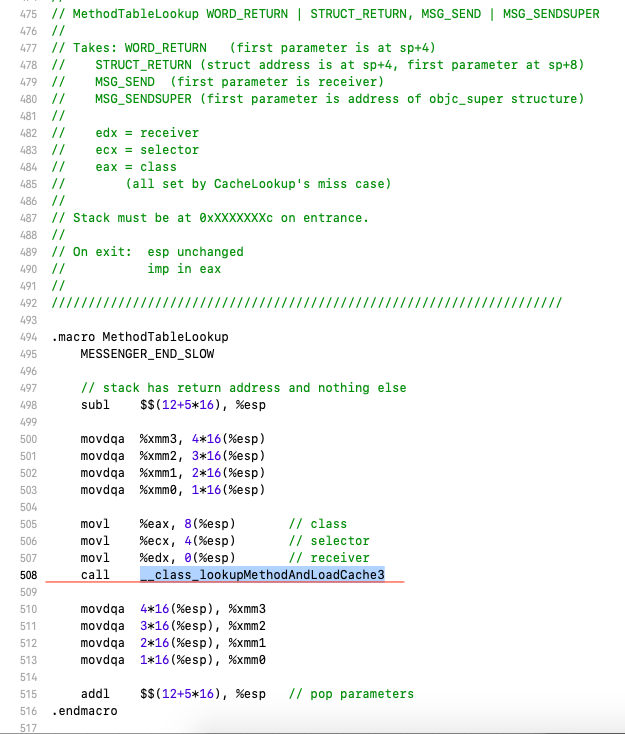 475 // MethodTableLookup WORD_RETURN | STRUCT_RETURN, MSG_SEND | MSG_SENDSUPER
476 //
477 // Takes: WORD_RETURN   (first parameter is at sp+4)
478 //    STRUCT_RETURN (struct address is at sp+4, first parameter at sp+8)
479 //    MSG_SEND  (first parameter is receiver)
480 //    MSG_SENDSUPER (first parameter is address of objc_super structure)
481 //
482 //    edx = receiver
483 //    ecx = selector
484 //    eax = class
485 //        (all set by CacheLookup's miss case)
486 //
487 // Stack must be at 0xXXXXXXXc on entrance.
488 //
489 // On exit:  esp unchanged
490 //           imp in eax
491 //
492 /////////////////////////////////////////////////////////////////////
493
494 .macro MethodTableLookup
495     MESSENGER_END_SLOW
496
497     // stack has return address and nothing else
498     subl    $$(12+5*16), %esp
499
500     movdqa  %xmm3, 4*16(%esp)
501     movdqa  %xmm2, 3*16(%esp)
502     movdqa  %xmm1, 2*16(%esp)
503     movdqa  %xmm0, 1*16(%esp)
504
505     movl    %eax, 8(%esp)       // class
506     movl    %ecx, 4(%esp)       // selector
507     movl    %edx, 0(%esp)       // receiver
508     call    __class_lookupMethodAndLoadCache3
509
510     movdqa  4*16(%esp), %xmm3
511     movdqa  3*16(%esp), %xmm2
512     movdqa  2*16(%esp), %xmm1
513     movdqa  1*16(%esp), %xmm0
514
515     addl    $$(12+5*16), %esp   // pop parameters
516 .endmacro
517